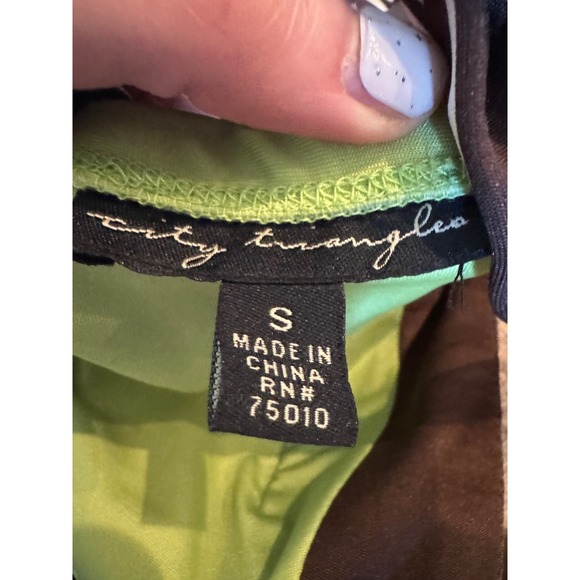 city triangles
S
MADE IN
CHINA
RN#
75010